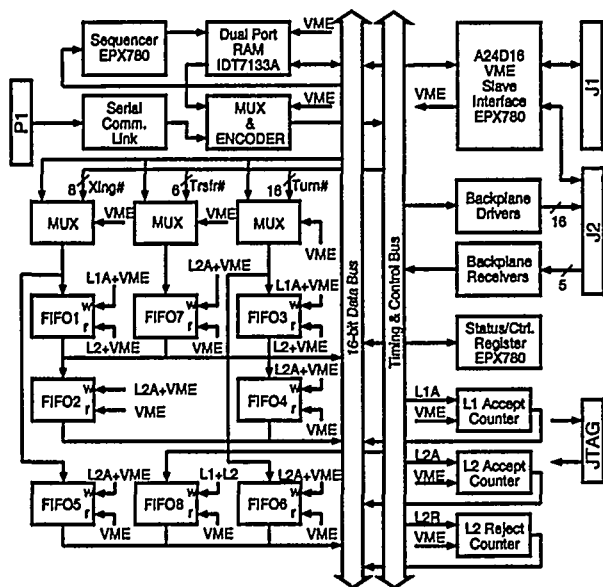 Sequencer
EPX780
Dual Port
RAM
IDT7133A
VME
A24D16
VME
Slave
Interface
EPX780
J1
VME
P1
Serial
Comm.
Link
MUX
&
ENCODER
VME
8
Xing#
6
Trsfr#
16
Turn#
MUX
VME
MUX
VME
MUX
VME
Backplane
Drivers
16
J2
Backplane
Receivers
5
16-bit Data Bus
Timing & Control Bus
L1A+VME
FIFO1
w
r
L2+VME
L2A+VME
FIFO7
w
r
VME
L1A+VME
FIFO3
w
r
L2+VME
Status/Ctrl.
Register
EPX780
FIFO2
w
r
L2A+VME
VME
L2A+VME
FIFO4
w
r
VME
L1A
VME
L1 Accept
Counter
JTAG
L2A+VME
FIFO5
w
r
VME
L1+L2
FIFO8
w
r
VME
L2A+VME
FIFO6
w
r
VME
L2A
VME
L2 Accept
Counter
L2R
VME
L2 Reject
Counter